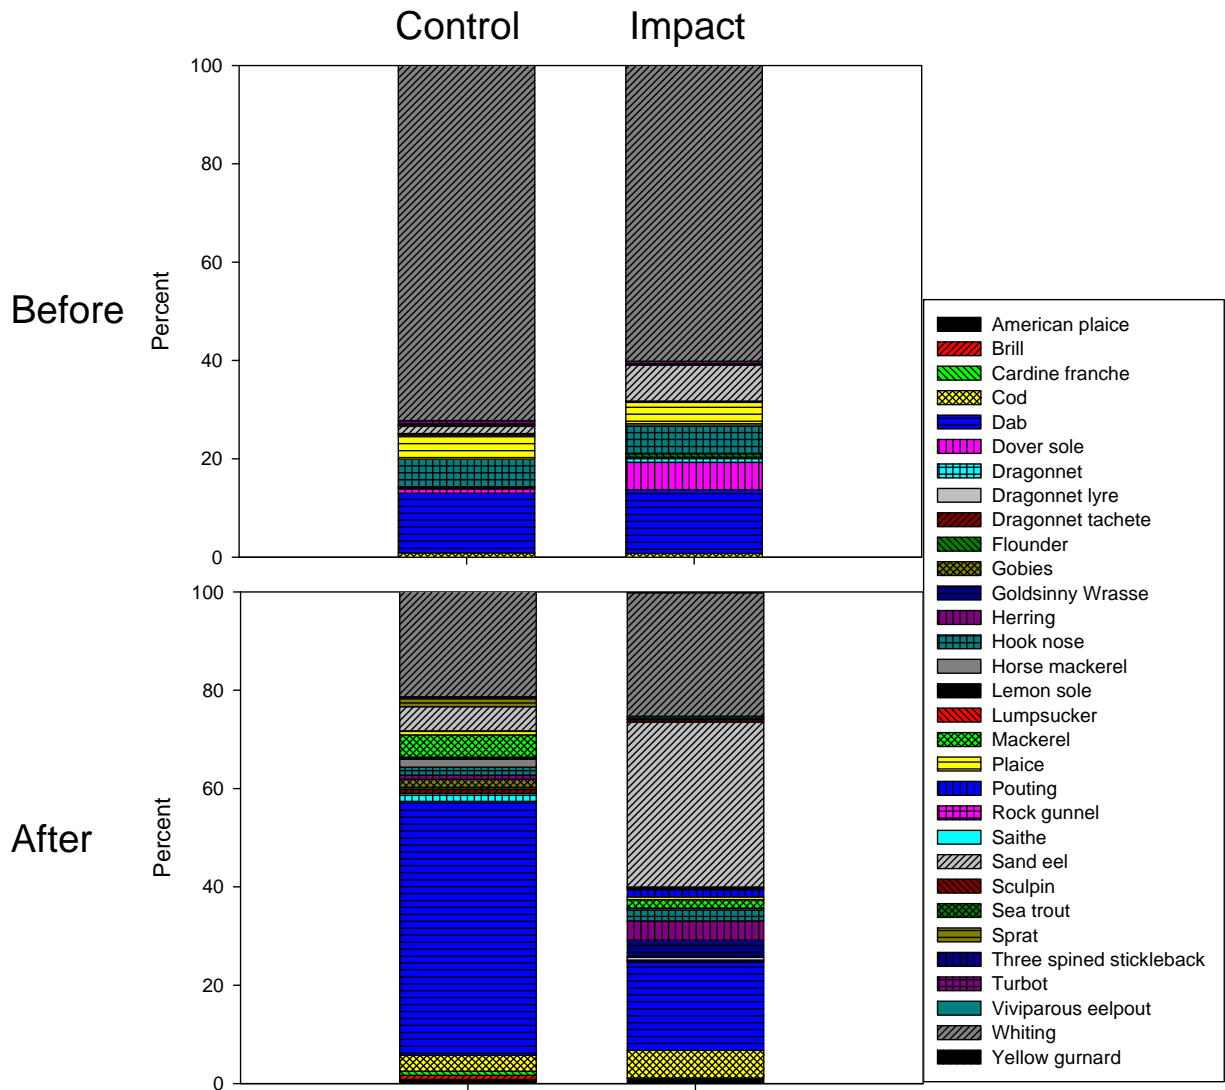 Control Impact
100
80
60
40
20
0
Percent
Before
100
80
60
40
20
0
Percent
After
American plaice
Brill
Cardine franche
Cod
Dab
Dover sole
Dragonnet
Dragonnet lyre
Dragonnet tachete
Flounder
Gobies
Goldsinny Wrasse
Herring
Hook nose
Horse mackerel
Lemon sole
Lumpsucker
Mackerel
Plaice
Pouting
Rock gunnel
Saithe
Sand eel
Sculpin
Sea trout
Sprat
Three spined stickleback
Turbot
Viviparous eelpout
Whiting
Yellow gurnard